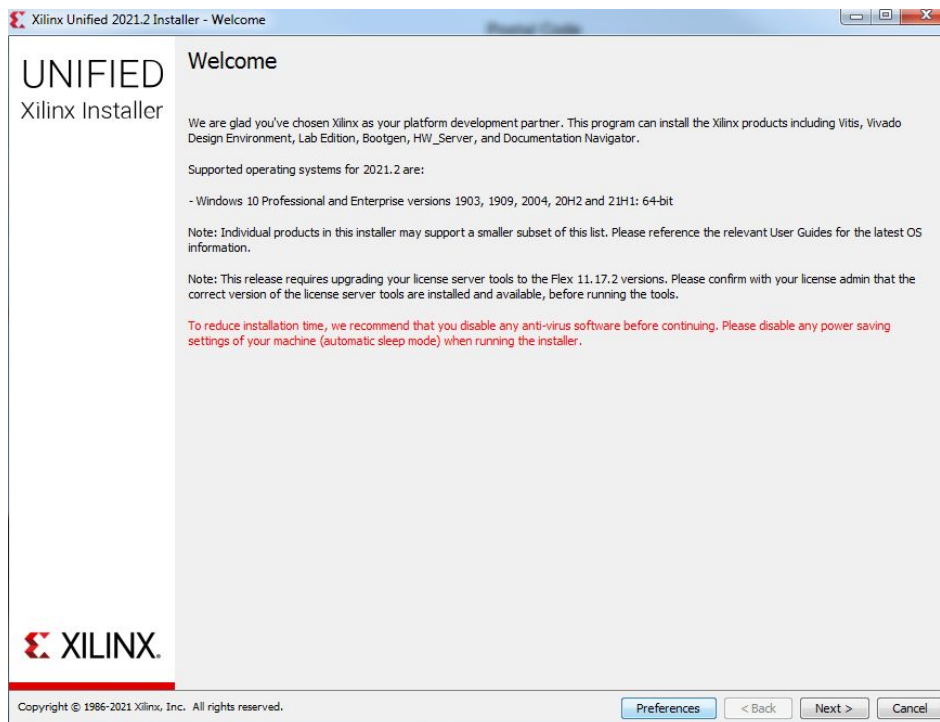 Xilinx Unified 2021.2 Installer - Welcome
Postal Code
UNIFIED
Xilinx Installer
Welcome
We are glad you've chosen Xilinx as your platform development partner. This program can install the Xilinx products including Vitis, Vivado
Design Environment, Lab Edition, Bootgen, HW_Server, and Documentation Navigator.
Supported operating systems for 2021.2 are:
- Windows 10 Professional and Enterprise versions 1903, 1909, 2004, 20H2 and 21H1: 64-bit
Note: Individual products in this installer may support a smaller subset of this list. Please reference the relevant User Guides for the latest OS
information.
Note: This release requires upgrading your license server tools to the Flex 11.17.2 versions. Please confirm with your license admin that the
correct version of the license server tools are installed and available, before running the tools.
To reduce installation time, we recommend that you disable any anti-virus software before continuing. Please disable any power saving
settings of your machine (automatic sleep mode) when running the installer.
XILINX.
Copyright © 1986-2021 Xilinx, Inc. All rights reserved.
Preferences < Back Next > Cancel